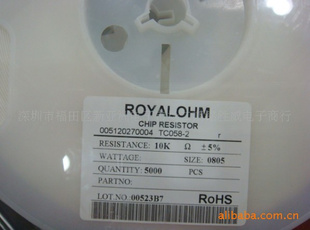 ROYALOHM
CHIP RESISTOR
005120270004 TC058-2 r
RESISTANCE: 10K Ω ±5%
WATTAGE: SIZE: 0805
QUANTITY: 5000 PCS
PARTNO:
LOT NO. 00523B7 RoHS
alibaba.com.cn